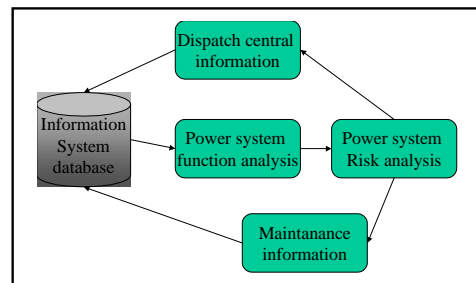 Dispatch central
information
Information
System
database
Power system
function analysis
Power system
Risk analysis
Maintanance
information